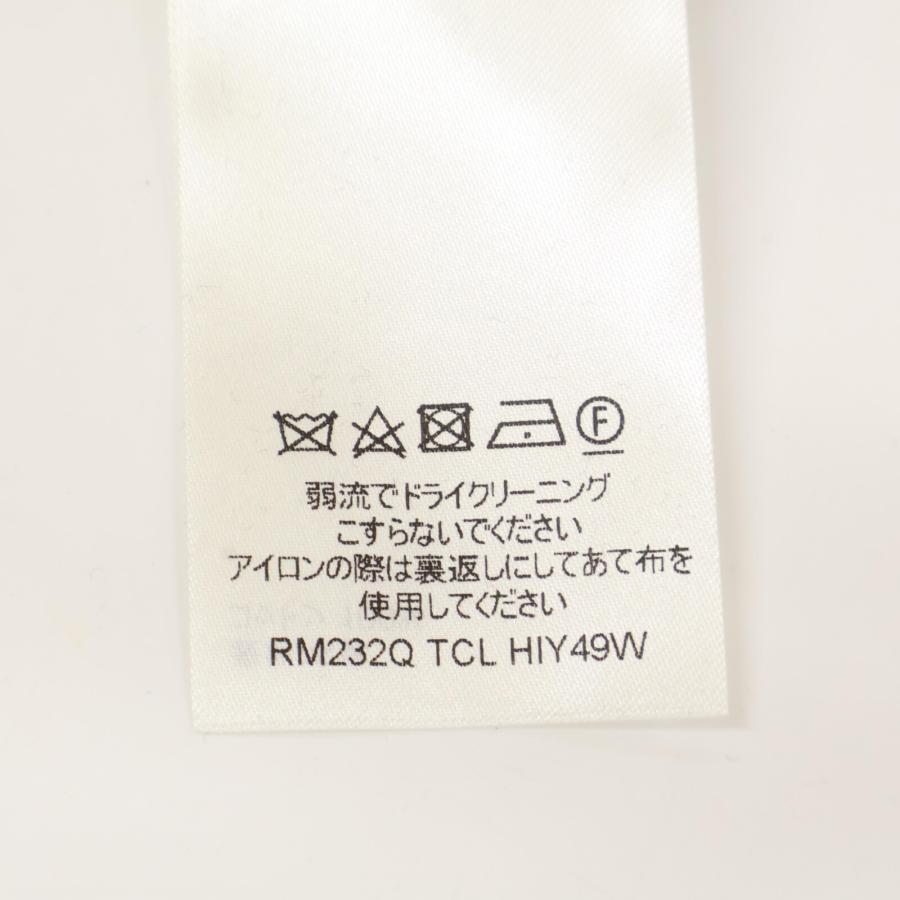 F
弱流でドライクリーニング
こすらないでください
アイロンの際は裏返しにしてあて布を
使用してください
RM232Q TCL HIY49W